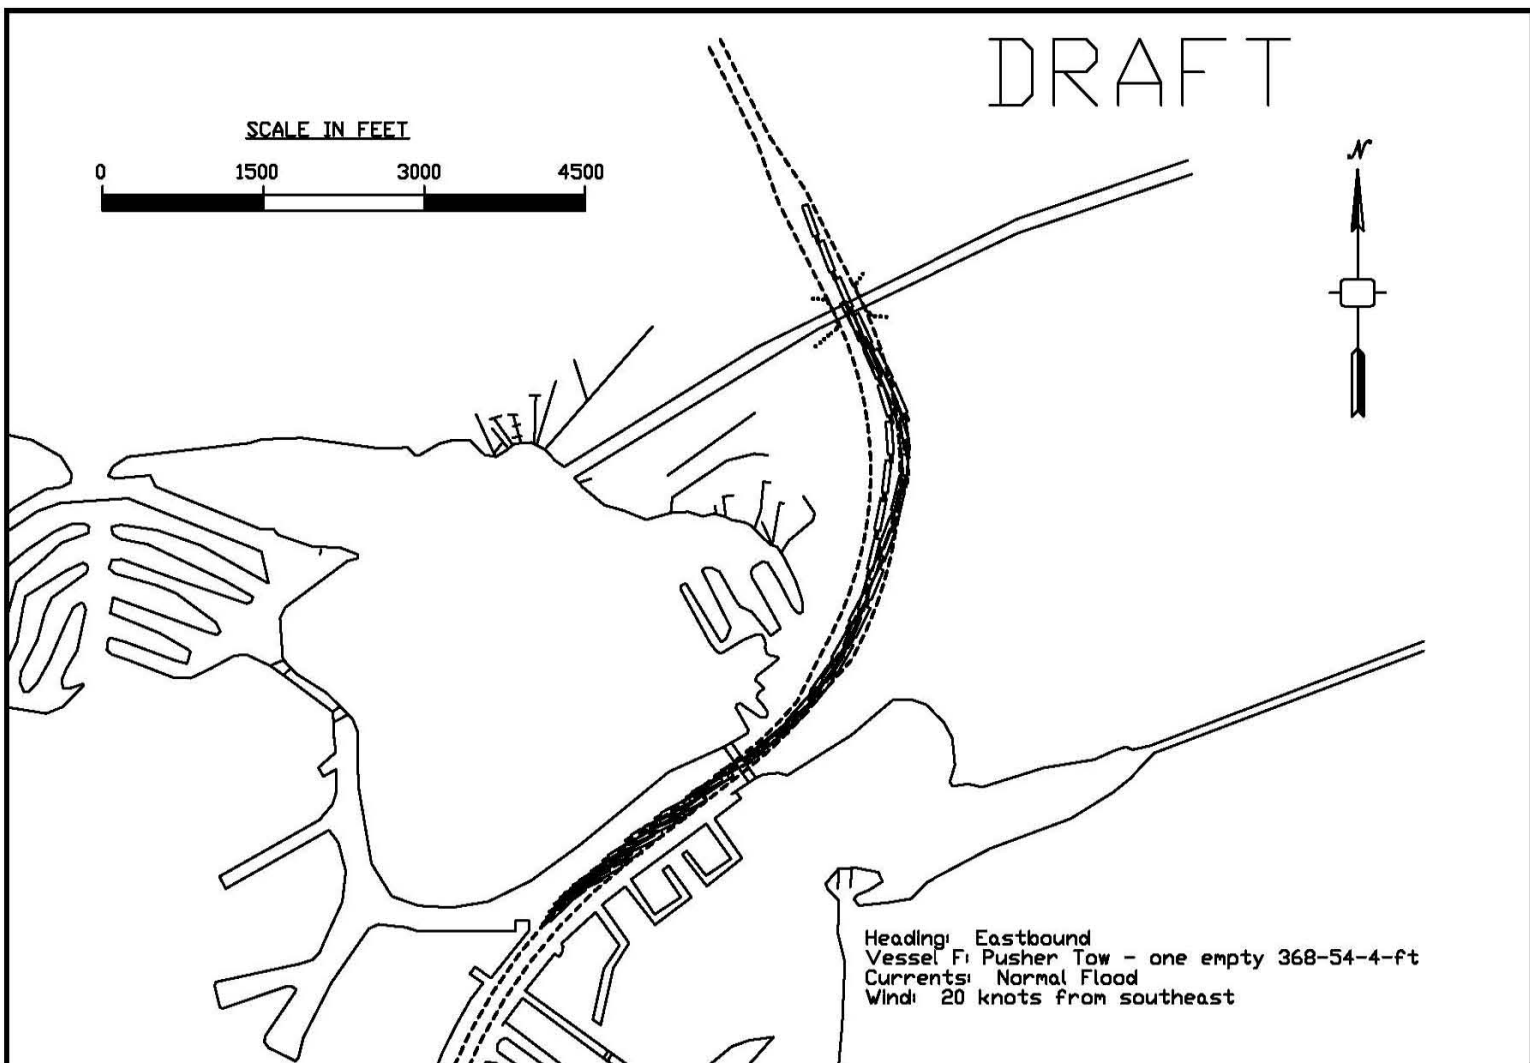 DRAFT
SCALE IN FEET
0 1500 3000 4500
N
Heading: Eastbound
Vessel F: Pusher Tow - one empty 368-54-4-ft
Currents: Normal Flood
Wind: 20 knots from southeast